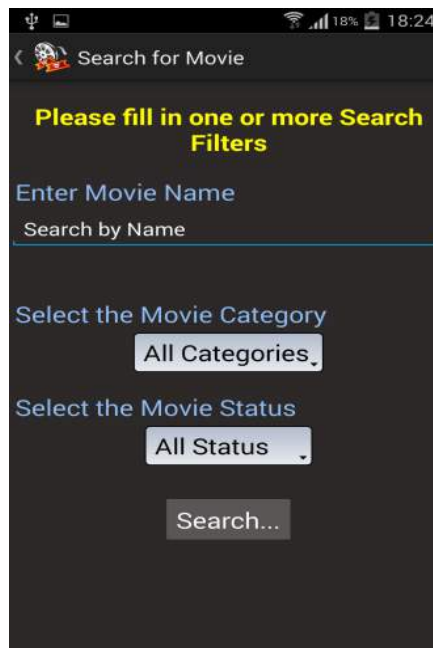 18% 18:24
Search for Movie
Please fill in one or more Search
Filters
Enter Movie Name
Search by Name
Select the Movie Category
All Categories
Select the Movie Status
All Status
Search...